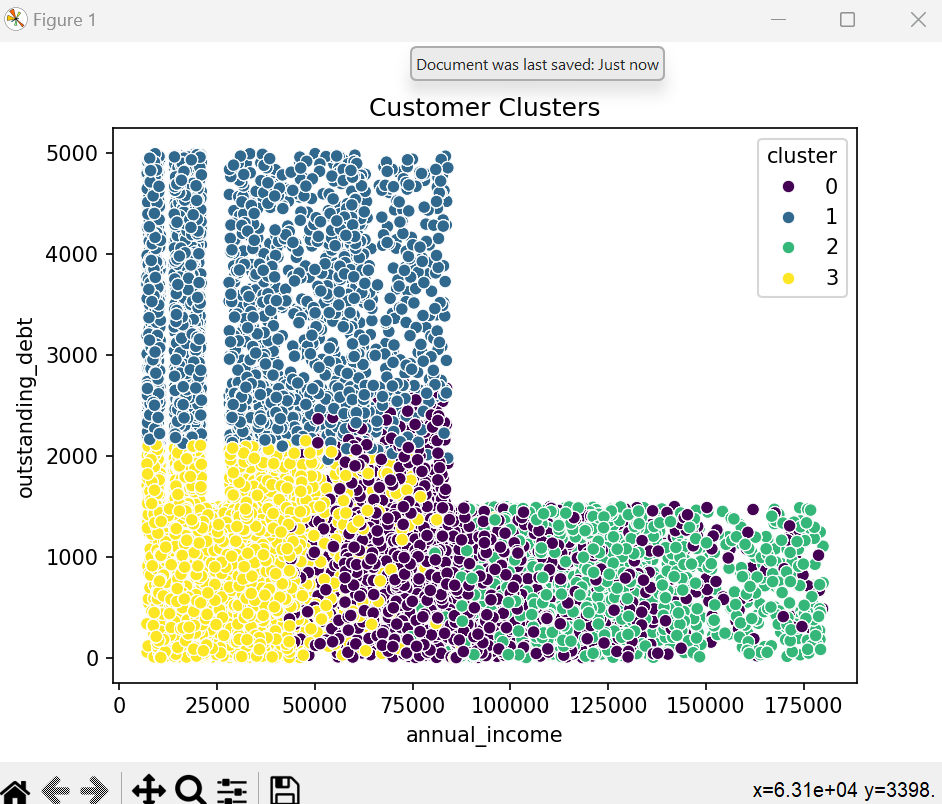 Figure 1
Document was last saved: Just now
Customer Clusters
cluster
0
1
2
3
5000
4000
3000
2000
1000
0
outstanding_debt
0 25000 50000 75000 100000 125000 150000 175000
annual_income
x=6.31e+04 y=3398.